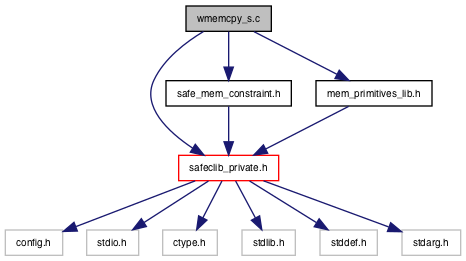 wmemcpy_s.c
safe_mem_constraint.h
mem_primitives_lib.h
safeclib_private.h
config.h
stdio.h
ctype.h
stdlib.h
stddef.h
stdarg.h